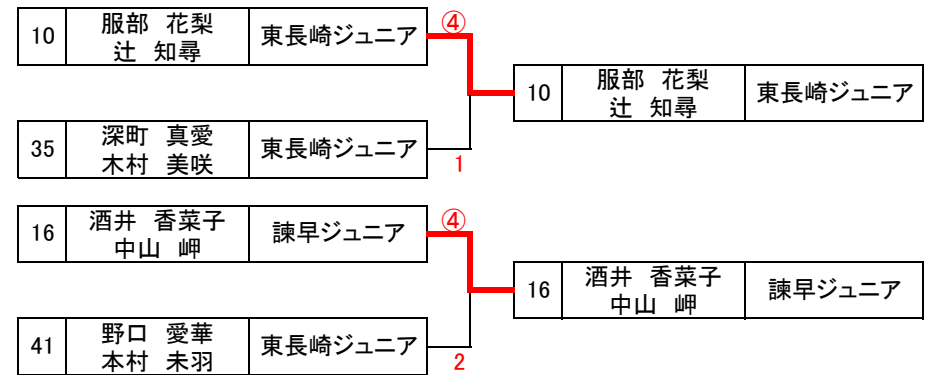 10 服部 花梨 辻 知尋 東長崎ジュニア ④
10 服部 花梨 辻 知尋 東長崎ジュニア
35 深町 真愛 木村 美咲 東長崎ジュニア 1
16 酒井 香菜子 中山 岬 諫早ジュニア ④
16 酒井 香菜子 中山 岬 諫早ジュニア
41 野口 愛華 本村 未羽 東長崎ジュニア 2